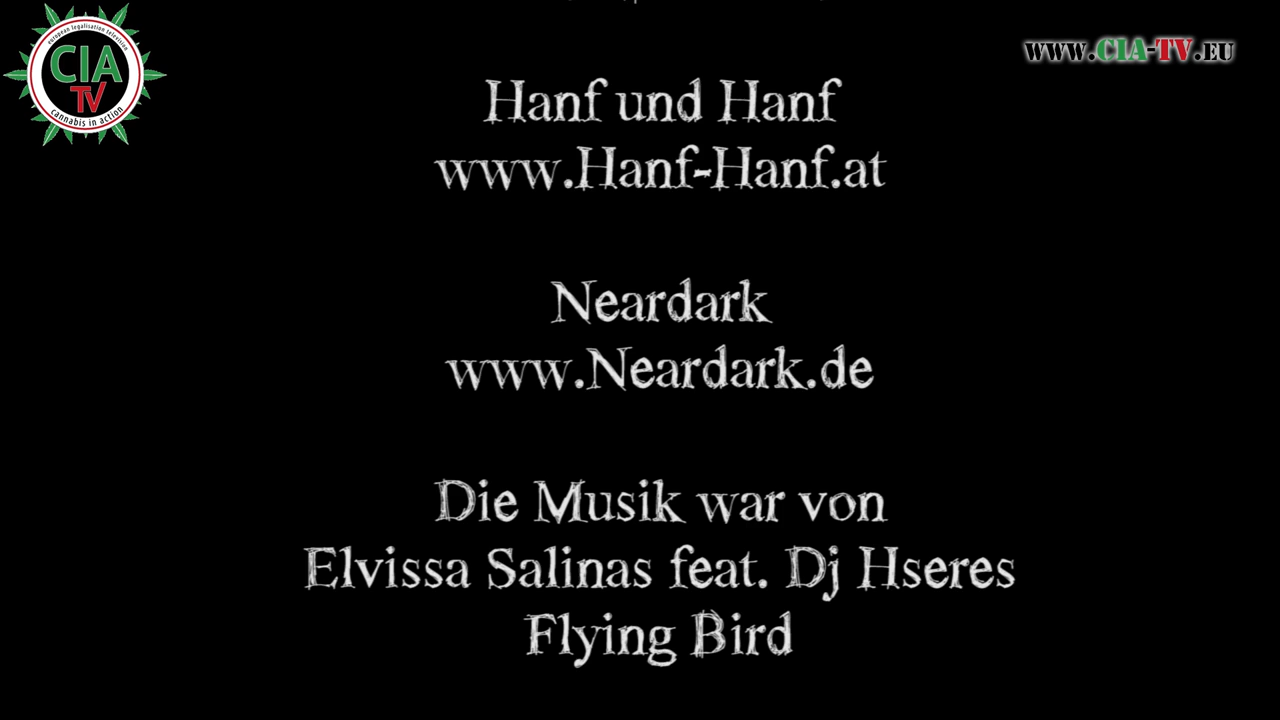 european legalisation television
CIA
TV
cannabis in action
www.CIA-TV.eu
Hanf und Hanf
www.Hanf-Hanf.at
Neardark
www.Neardark.de
Die Musik war von
Elvissa Salinas feat. Dj Hseres
Flying Bird